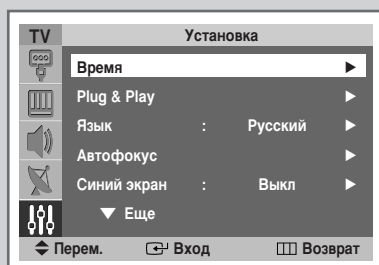 TV Установка
Время
Plug & Play
Язык : Русский
Автофокус
Синий экран : Выкл
▼ Еще
Перем. Вход Возврат